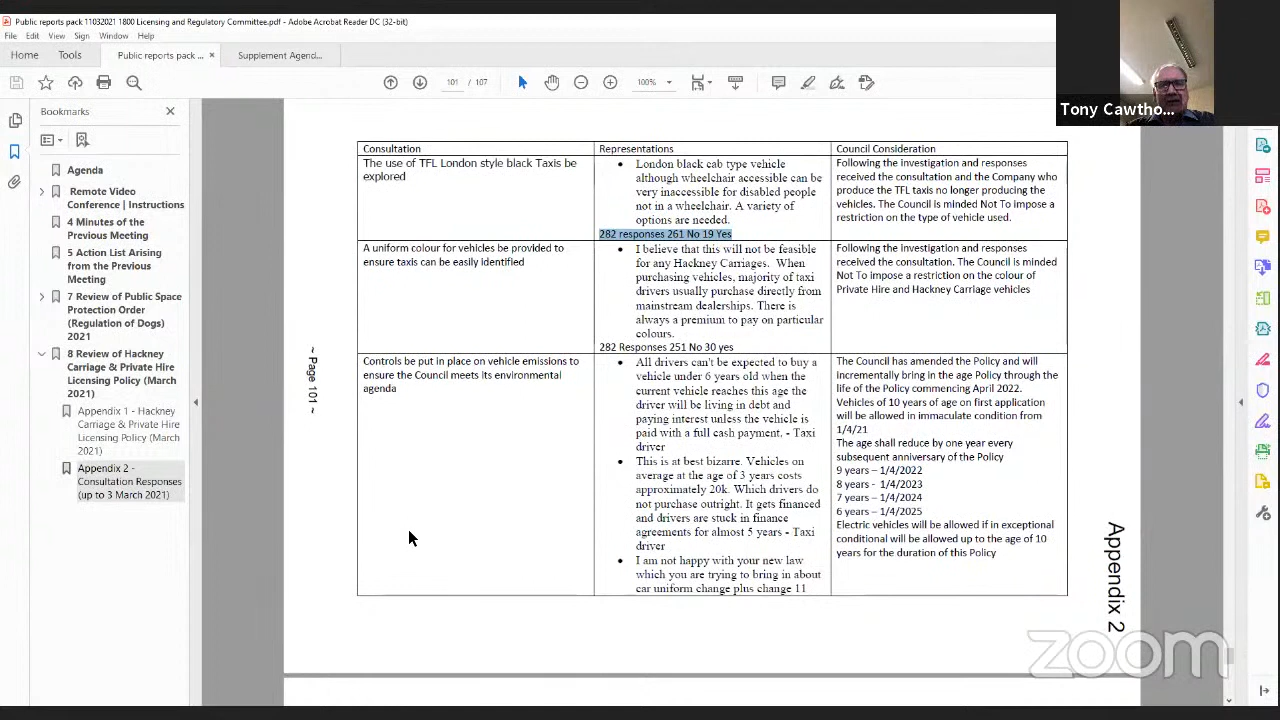 Public reports pack 11032021 1800 Licensing and Regulatory Committee.pdf - Adobe Acrobat Reader DC (32-bit)
File Edit View Sign Window Help
Home Tools Public reports pack ... × Supplement Agend...
101 / 107 100%
Tony Cawtho...
Bookmarks
Agenda
Remote Video
Conference | Instructions
4 Minutes of the
Previous Meeting
5 Action List Arising
from the Previous
Meeting
7 Review of Public Space
Protection Order
(Regulation of Dogs)
2021
8 Review of Hackney
Carriage & Private Hire
Licensing Policy (March
2021)
Appendix 1 - Hackney
Carriage & Private Hire
Licensing Policy (March
2021)
Appendix 2 -
Consultation Responses
(up to 3 March 2021)
~ Page 101 ~
Consultation
The use of TFL London style black Taxis be
explored
Representations
London black cab type vehicle
although wheelchair accessible can be
very inaccessible for disabled people
not in a wheelchair. A variety of
options are needed.
282 responses 261 No 19 Yes
Council Consideration
Following the investigation and responses
received the consultation and the Company who
produce the TFL taxis no longer producing the
vehicles. The Council is minded Not To impose a
restriction on the type of vehicle used.
A uniform colour for vehicles be provided to
ensure taxis can be easily identified
I believe that this will not be feasible
for any Hackney Carriages. When
purchasing vehicles, majority of taxi
drivers usually purchase directly from
mainstream dealerships. There is
always a premium to pay on particular
colours.
282 Responses 251 No 30 yes
Following the investigation and responses
received the consultation. The Council is minded
Not To impose a restriction on the colour of
Private Hire and Hackney Carriage vehicles
Controls be put in place on vehicle emissions to
ensure the Council meets its environmental
agenda
All drivers can't be expected to buy a
vehicle under 6 years old when the
current vehicle reaches this age the
driver will be living in debt and
paying interest unless the vehicle is
paid with a full cash payment, - Taxi
driver
This is at best bizarre. Vehicles on
average at the age of 3 years costs
approximately 20k. Which drivers do
not purchase outright. It gets financed
and drivers are stuck in finance
agreements for almost 5 years - Taxi
driver
I am not happy with your new law
which you are trying to bring in about
car uniform change plus change 11
The Council has amended the Policy and will
incrementally bring in the age Policy through the
life of the Policy commencing April 2022.
Vehicles of 10 years of age on first application
will be allowed in immaculate condition from
1/4/21
The age shall reduce by one year every
subsequent anniversary of the Policy
9 years – 1/4/2022
8 years - 1/4/2023
7 years – 1/4/2024
6 years – 1/4/2025
Electric vehicles will be allowed if in exceptional
conditional will be allowed up to the age of 10
years for the duration of this Policy
Appendix 2
zoom